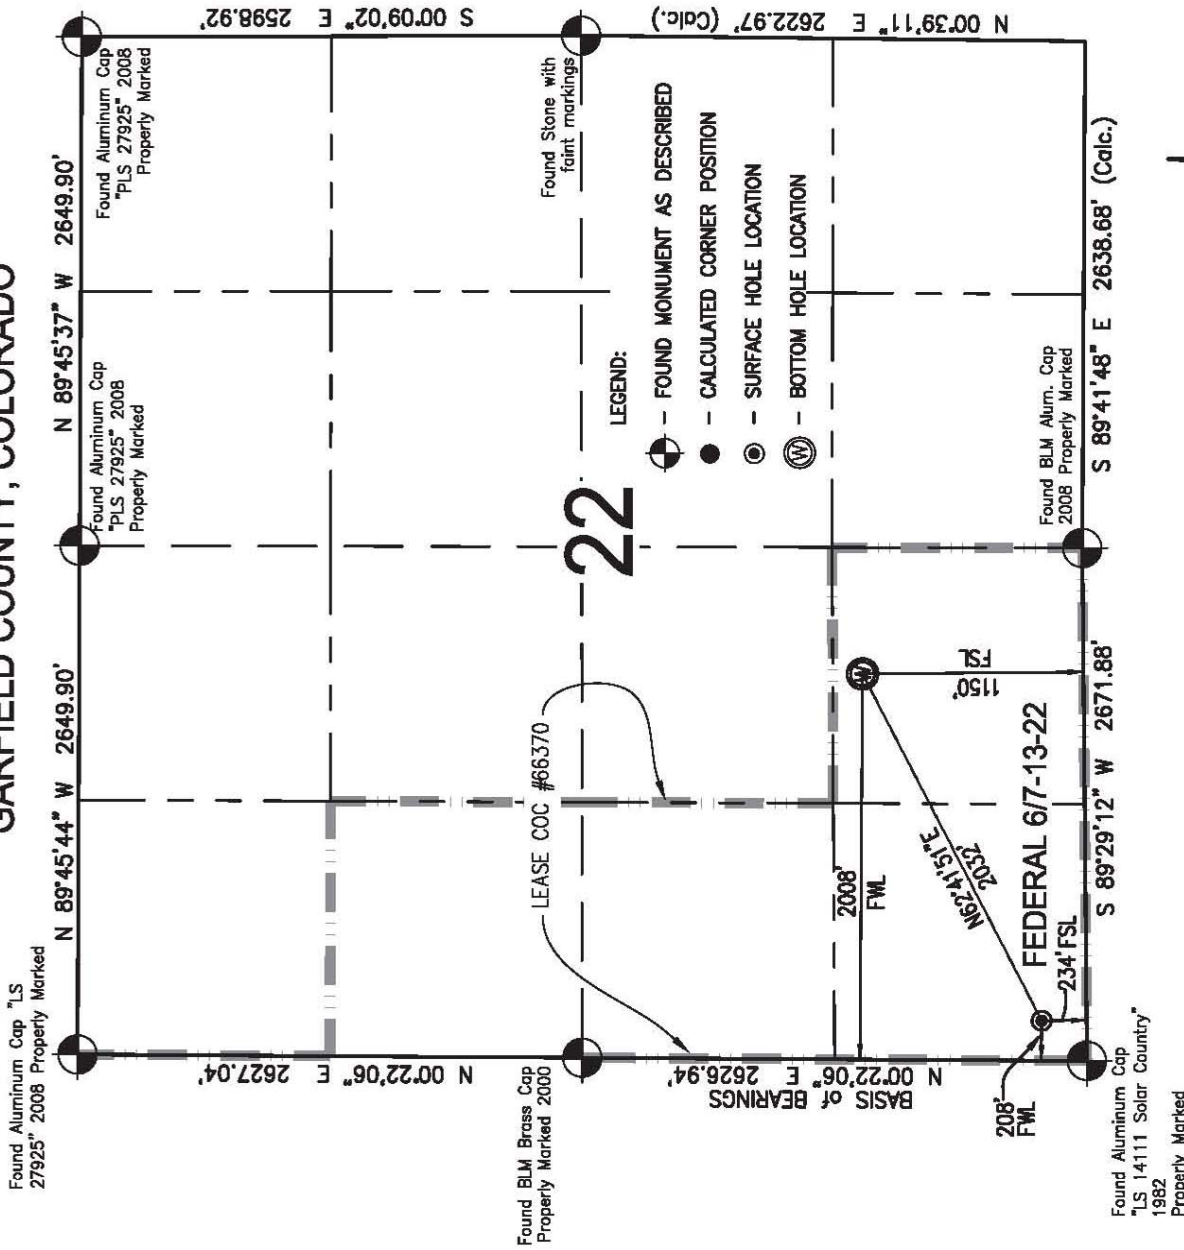 GARFIELD COUNTY, COLORADO
Found Aluminum Cap "LS
27925" 2008 Properly Marked
N 89°45'44" W 2649.90'
N 89°45'37" W 2649.90'
Found Aluminum Cap
"PLS 27925" 2008
Properly Marked
Found Aluminum Cap
"PLS 27925" 2008
Properly Marked
N 00°22'06" E 2627.04'
S 00°09'02" E 2598.92'
Found BLM Brass Cap
Properly Marked 2000
LEASE COC #66370
22
Found Stone with
faint markings
LEGEND:
- FOUND MONUMENT AS DESCRIBED
- CALCULATED CORNER POSITION
- SURFACE HOLE LOCATION
W - BOTTOM HOLE LOCATION
N 00°22'06" E 2626.94'
BASIS of BEARINGS
N 00°39'11" E 2622.97' (Calc.)
2008'
FWL
W
1150'
FSL
N62°41'51"E
2032'
FEDERAL 6/7-13-22
234' FSL
208'
FWL
Found BLM Alum. Cap
2008 Properly Marked
S 89°29'12" W 2671.88'
S 89°41'48" E 2638.68' (Calc.)
Found Aluminum Cap
"LS 14111 Solar Country"
1982
Properly Marked